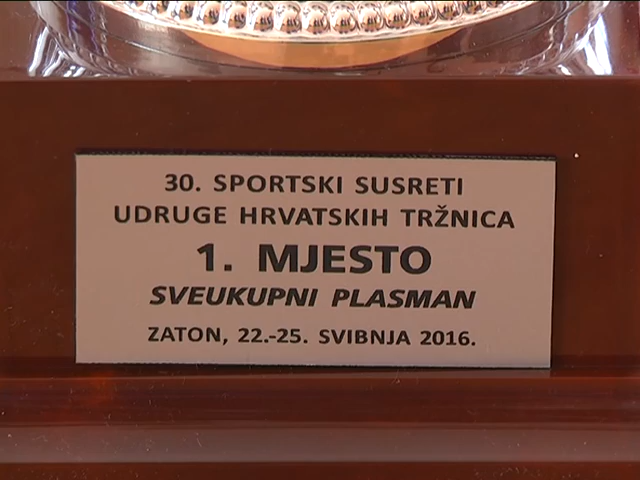 30. SPORTSKI SUSRETI
UDRUGE HRVATSKIH TRŽNICA
1. MJESTO
SVEUKUPNI PLASMAN
ZATON, 22.-25. SVIBNJA 2016.